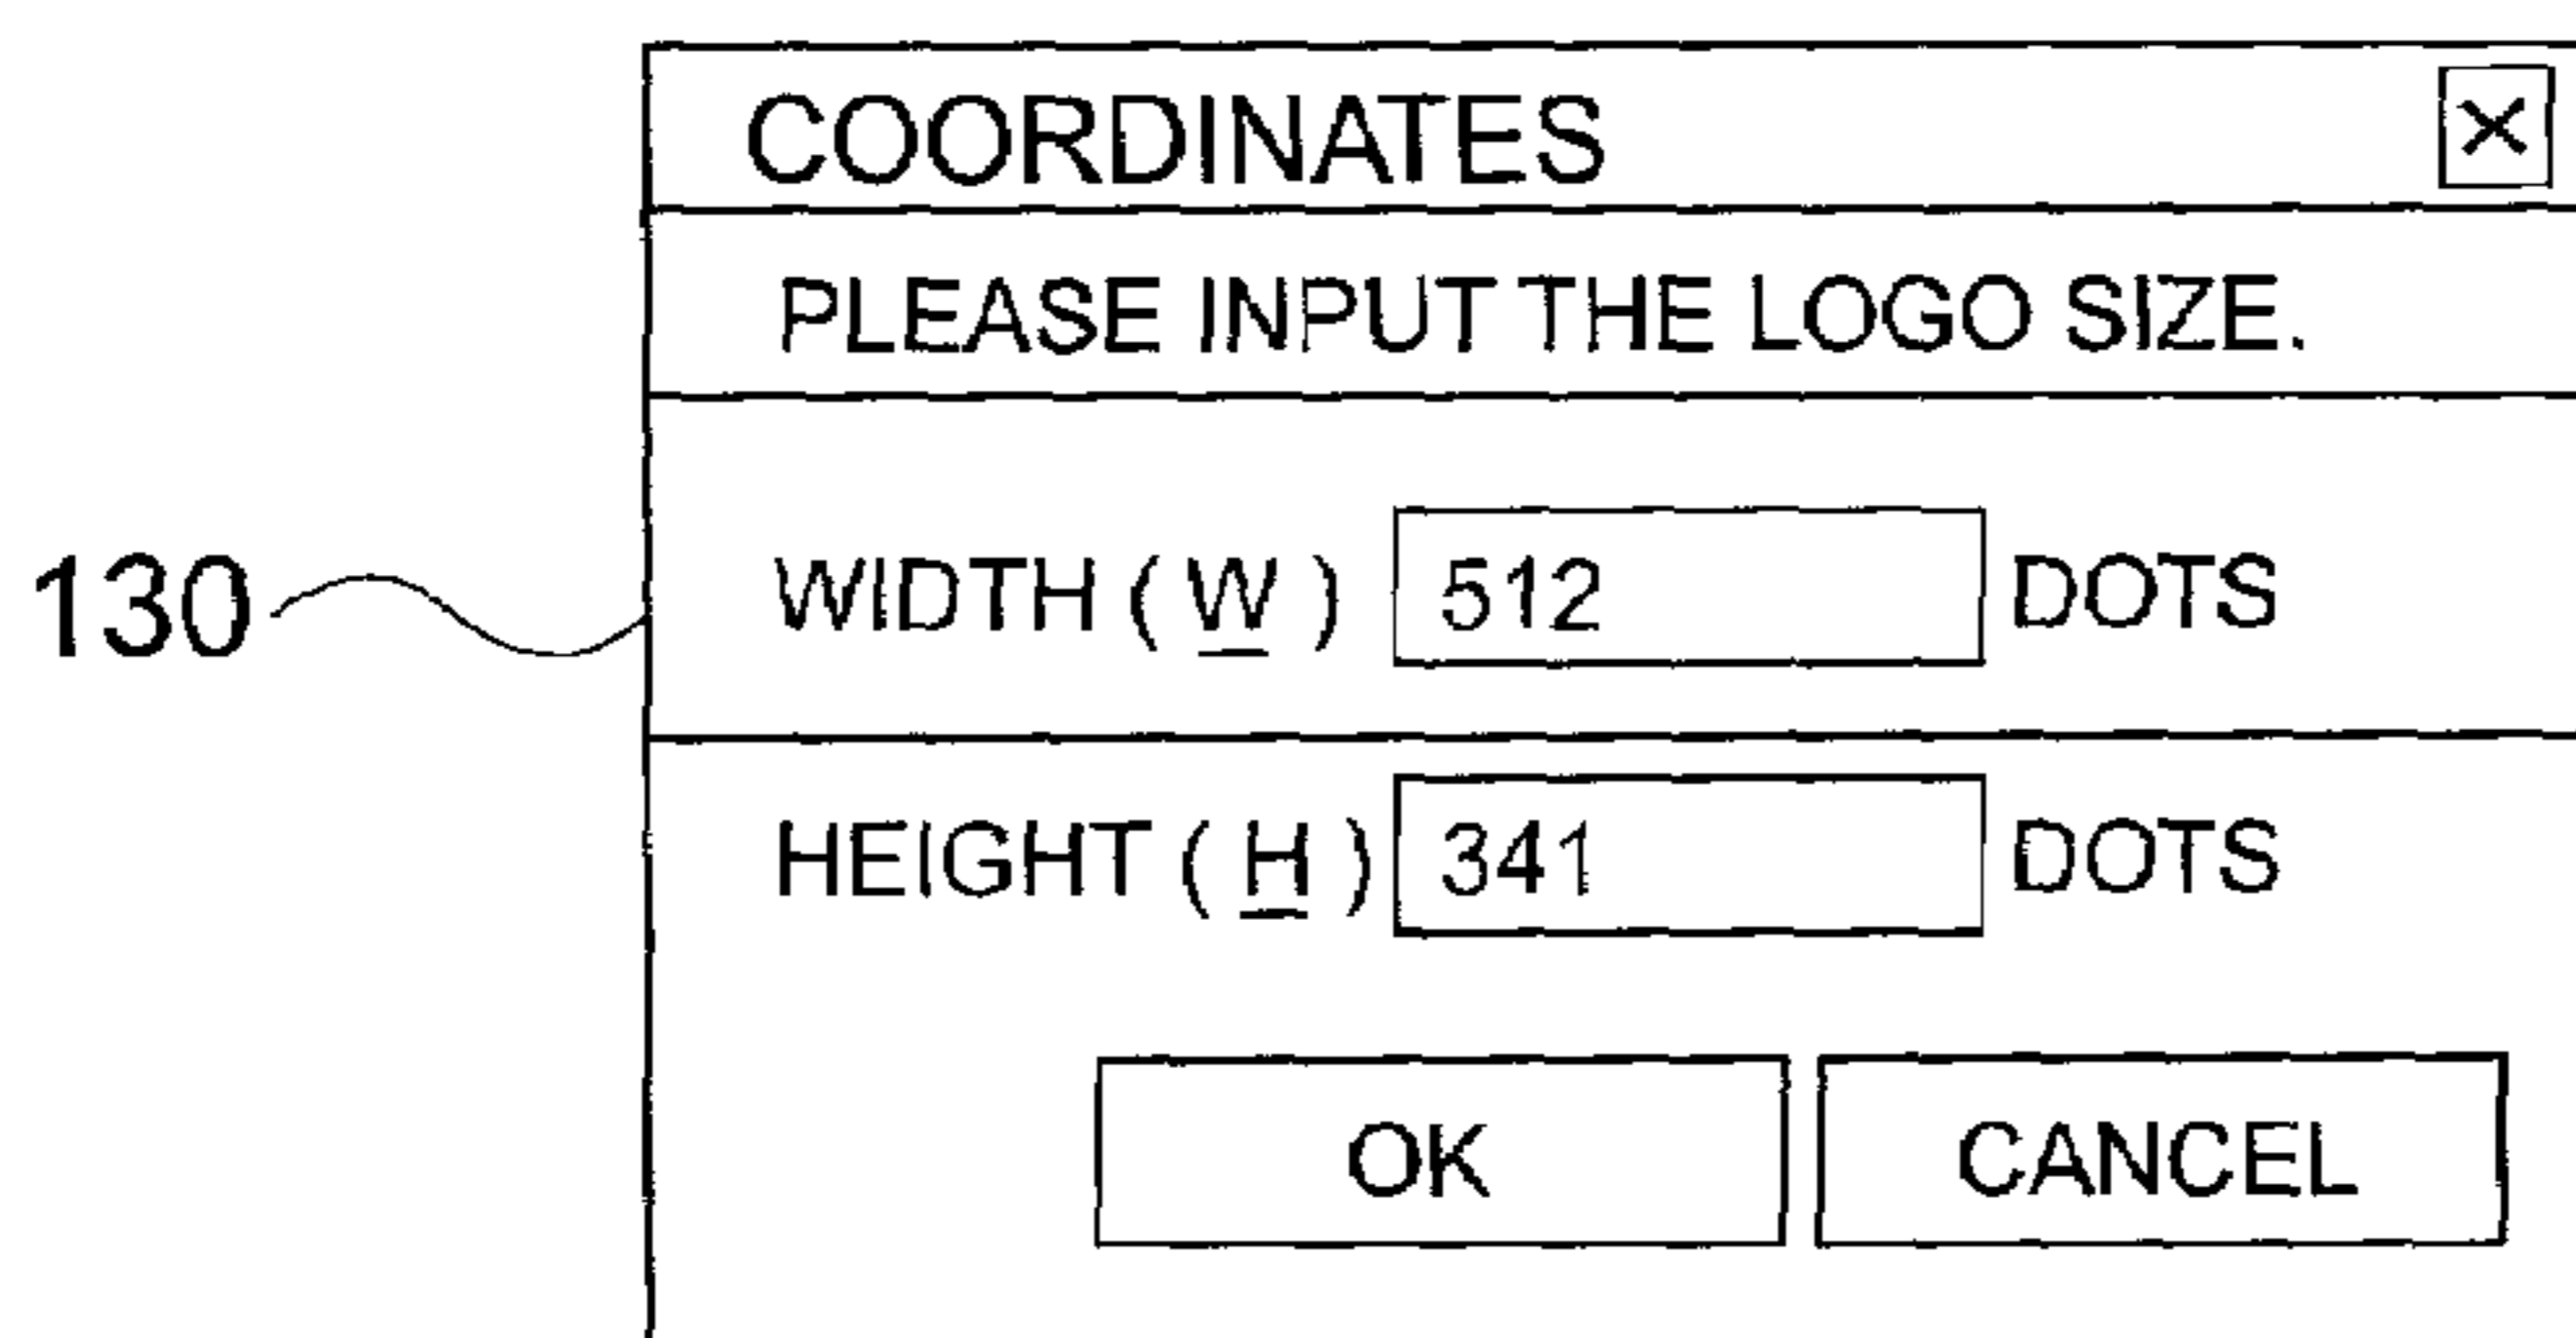 COORDINATES
PLEASE INPUT THE LOGO SIZE.
130
WIDTH ( W ) 512 DOTS
HEIGHT ( H ) 341 DOTS
OK CANCEL